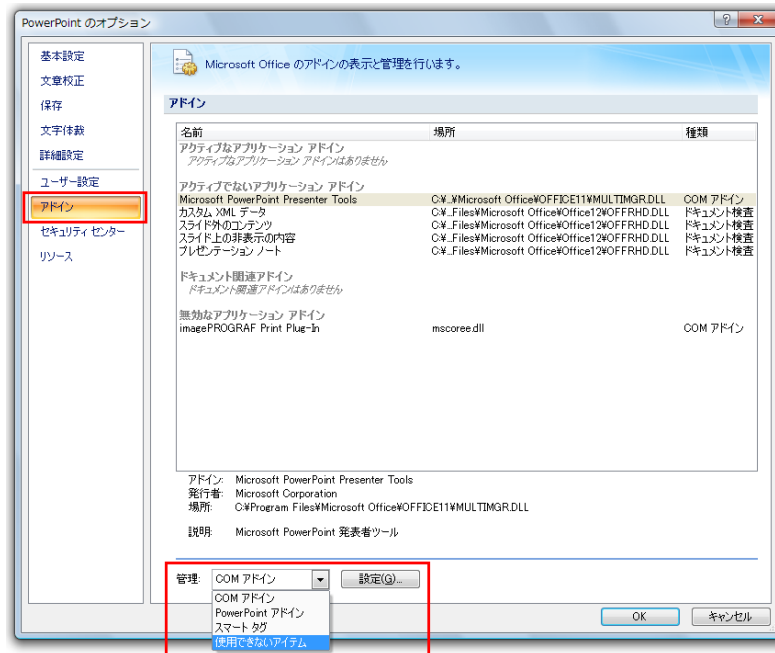 PowerPoint のオプション
基本設定
文章校正
保存
文字体裁
詳細設定
ユーザー設定
アドイン
セキュリティ センター
リソース
Microsoft Office のアドインの表示と管理を行います。
アドイン
名前 場所 種類
アクティブなアプリケーション アドイン
アクティブなアプリケーション アドインはありません
アクティブでないアプリケーション アドイン
Microsoft PowerPoint Presenter Tools C:¥..¥Microsoft Office¥OFFICE11¥MULTIMGR.DLL COM アドイン
カスタム XML データ C:¥...Files¥Microsoft Office¥Office12¥OFFRHD.DLL ドキュメント検査
スライド外のコンテンツ C:¥...Files¥Microsoft Office¥Office12¥OFFRHD.DLL ドキュメント検査
スライド上の非表示の内容 C:¥...Files¥Microsoft Office¥Office12¥OFFRHD.DLL ドキュメント検査
プレゼンテーション ノート C:¥...Files¥Microsoft Office¥Office12¥OFFRHD.DLL ドキュメント検査
ドキュメント関連アドイン
ドキュメント関連アドインはありません
無効なアプリケーション アドイン
imagePROGRAF Print Plug-In mscoree.dll COM アドイン
アドイン: Microsoft PowerPoint Presenter Tools
発行者: Microsoft Corporation
場所: C:¥Program Files¥Microsoft Office¥OFFICE11¥MULTIMGR.DLL
説明: Microsoft PowerPoint 発表者ツール
管理: COM アドイン 設定(G)...
COM アドイン
PowerPoint アドイン
スマート タグ
使用できないアイテム
OK キャンセル